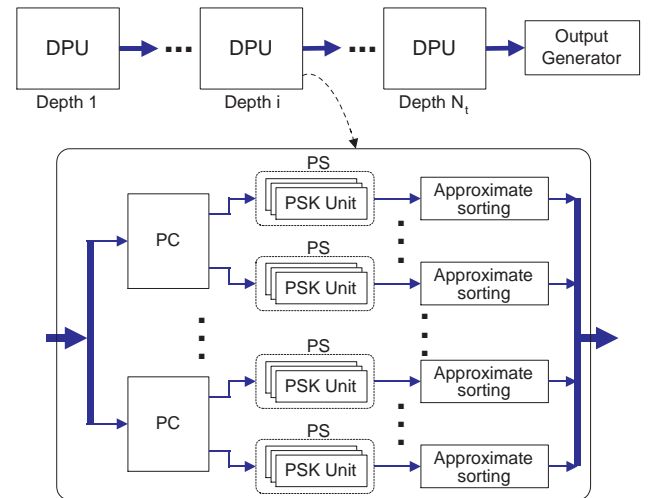 DPU
DPU
DPU
Output
Generator
Depth 1
Depth i
Depth N_t
PS
PSK Unit
Approximate
sorting
PC
PS
PSK Unit
Approximate
sorting
PS
PSK Unit
Approximate
sorting
PC
PS
PSK Unit
Approximate
sorting